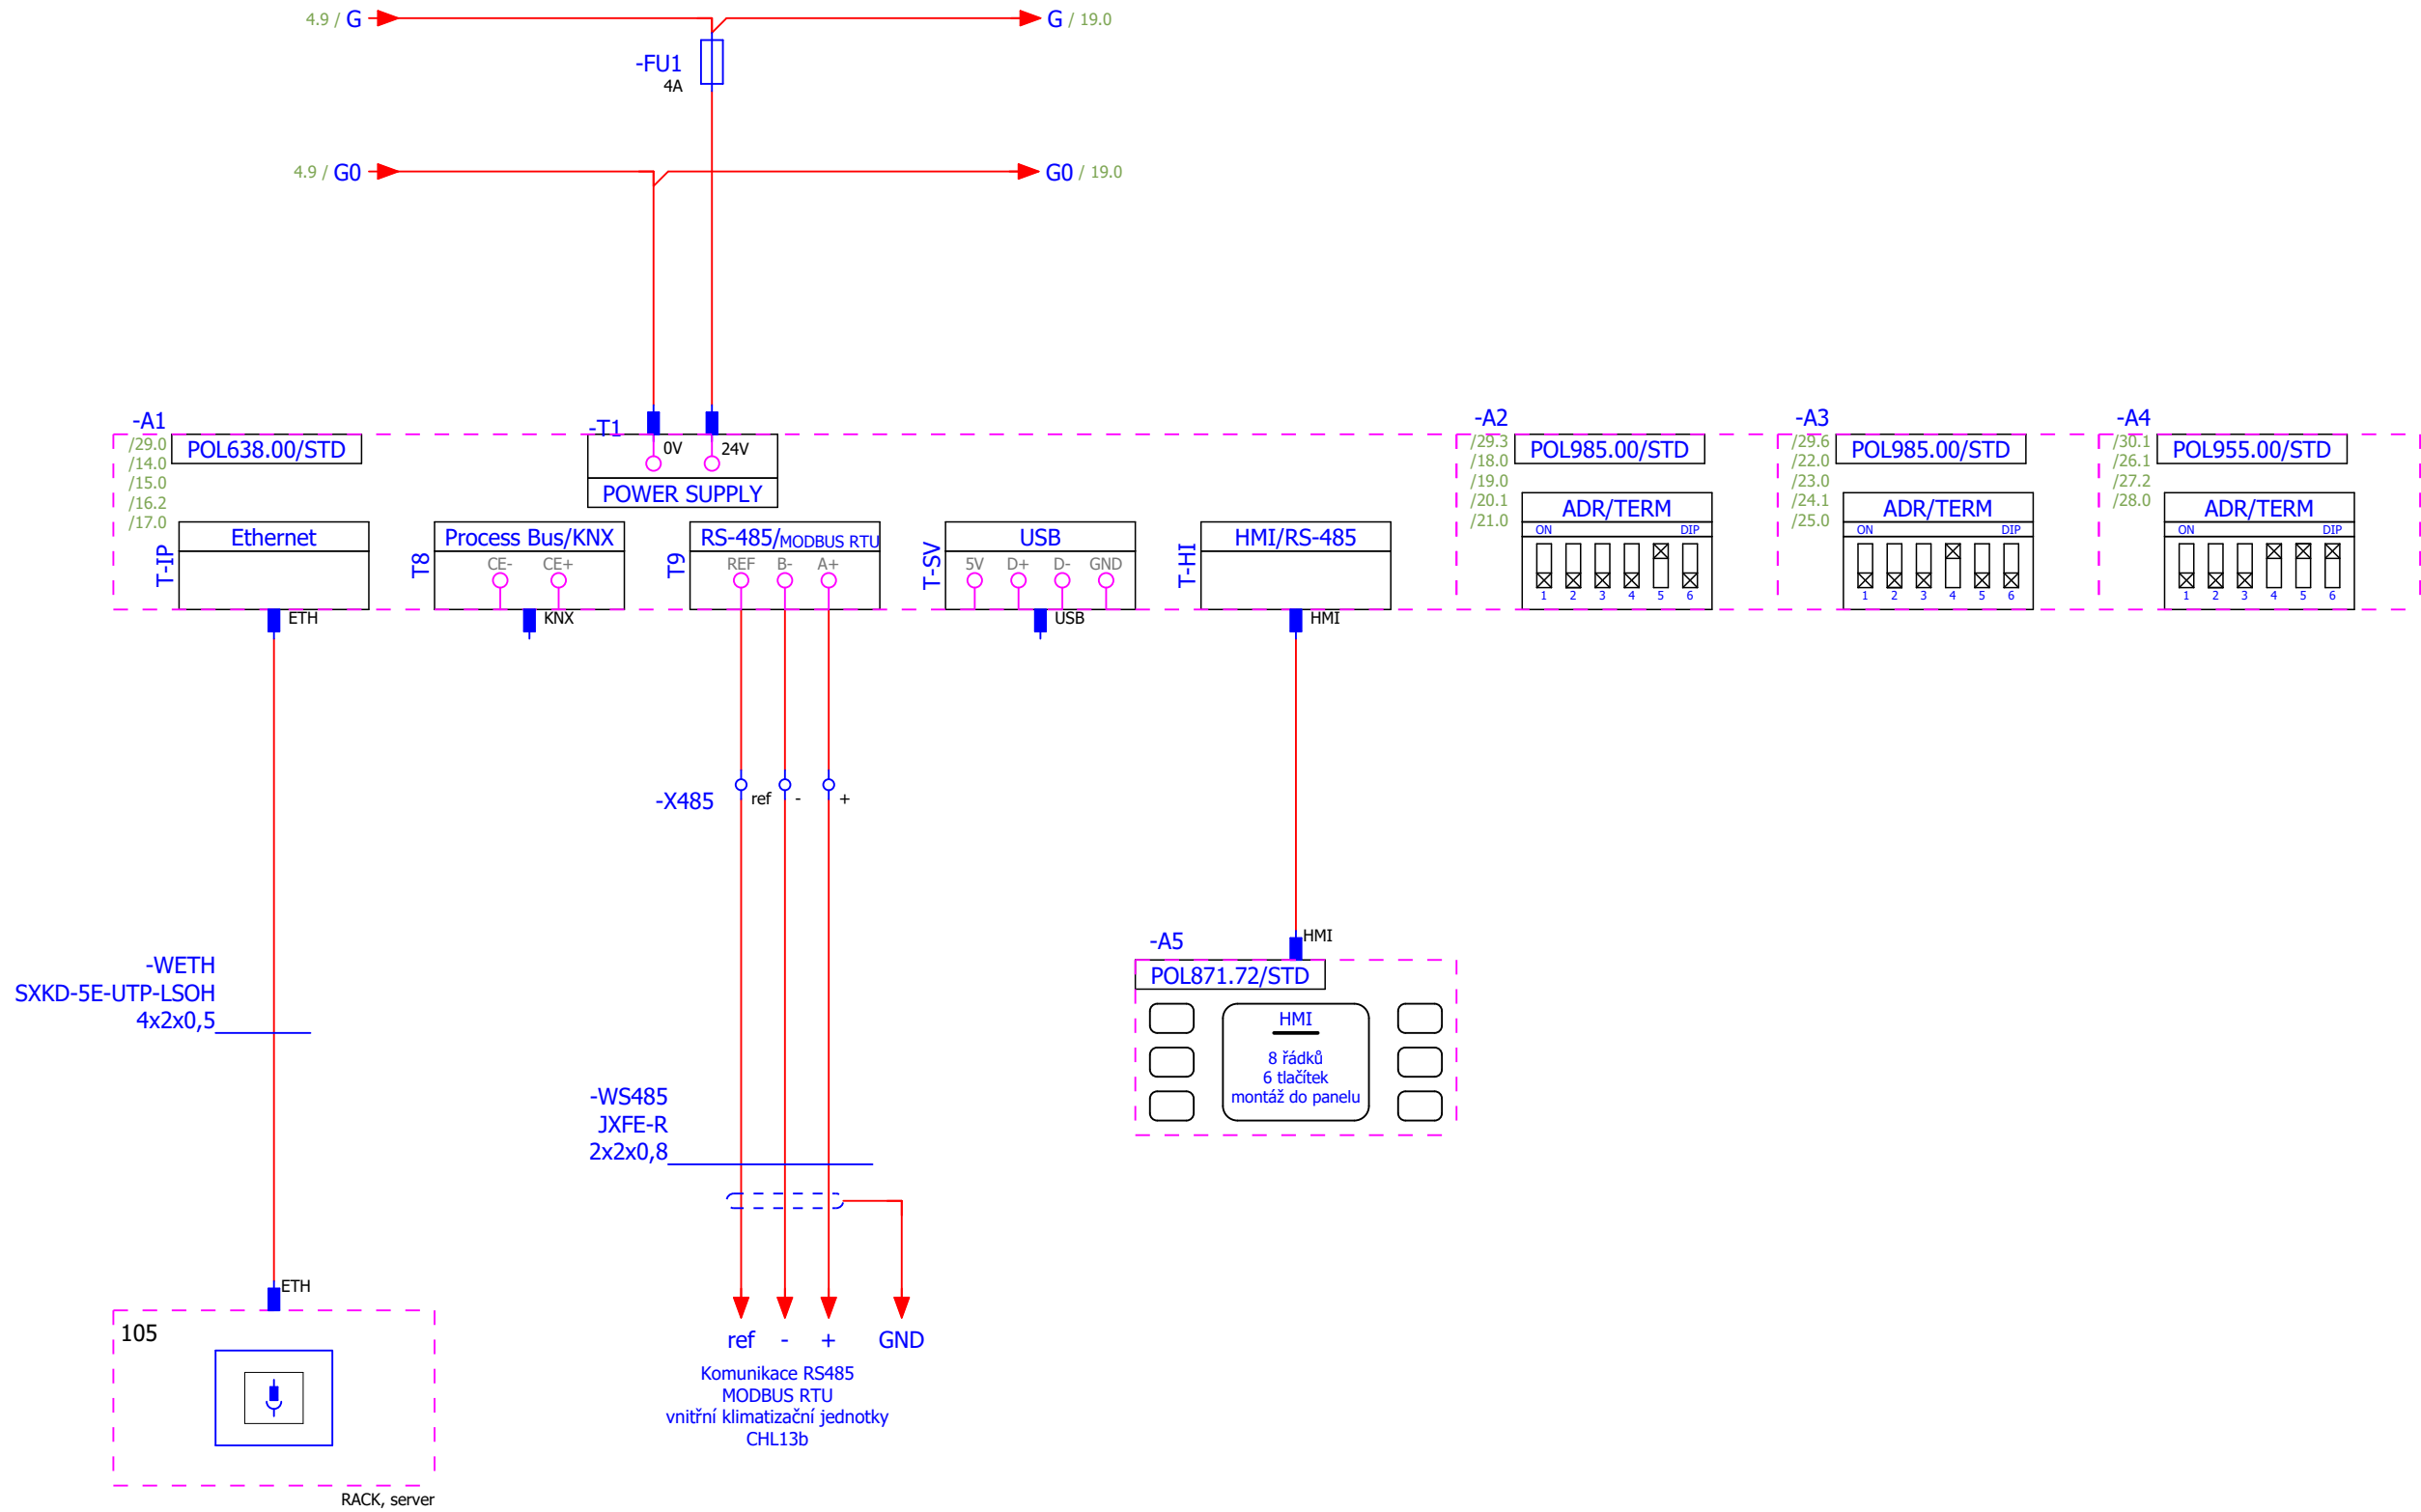 4.9 / G
G / 19.0
-FU1
4A
4.9 / G0
G0 / 19.0
-A1
/29.0
/14.0
/15.0
/16.2
/17.0
POL638.00/STD
-T1
0V
24V
POWER SUPPLY
T-IP
Ethernet
ETH
T8
Process Bus/KNX
CE- CE+
KNX
T9
RS-485/MODBUS RTU
REF B- A+
T-SV
USB
5V D+ D- GND
USB
T-HI
HMI/RS-485
HMI
-A2
/29.3
/18.0
/19.0
/20.1
/21.0
POL985.00/STD
ADR/TERM
ON DIP
1 2 3 4 5 6
-A3
/29.6
/22.0
/23.0
/24.1
/25.0
POL985.00/STD
ADR/TERM
ON DIP
1 2 3 4 5 6
-A4
/30.1
/26.1
/27.2
/28.0
POL955.00/STD
ADR/TERM
ON DIP
1 2 3 4 5 6
-X485
ref - +
-WETH
SXKD-5E-UTP-LSOH
4x2x0,5
HMI
-A5
POL871.72/STD
HMI
8 řádků
6 tlačítek
montáž do panelu
-WS485
JXFE-R
2x2x0,8
ETH
105
RACK, server
ref - + GND
Komunikace RS485
MODBUS RTU
vnitřní klimatizační jednotky
CHL13b